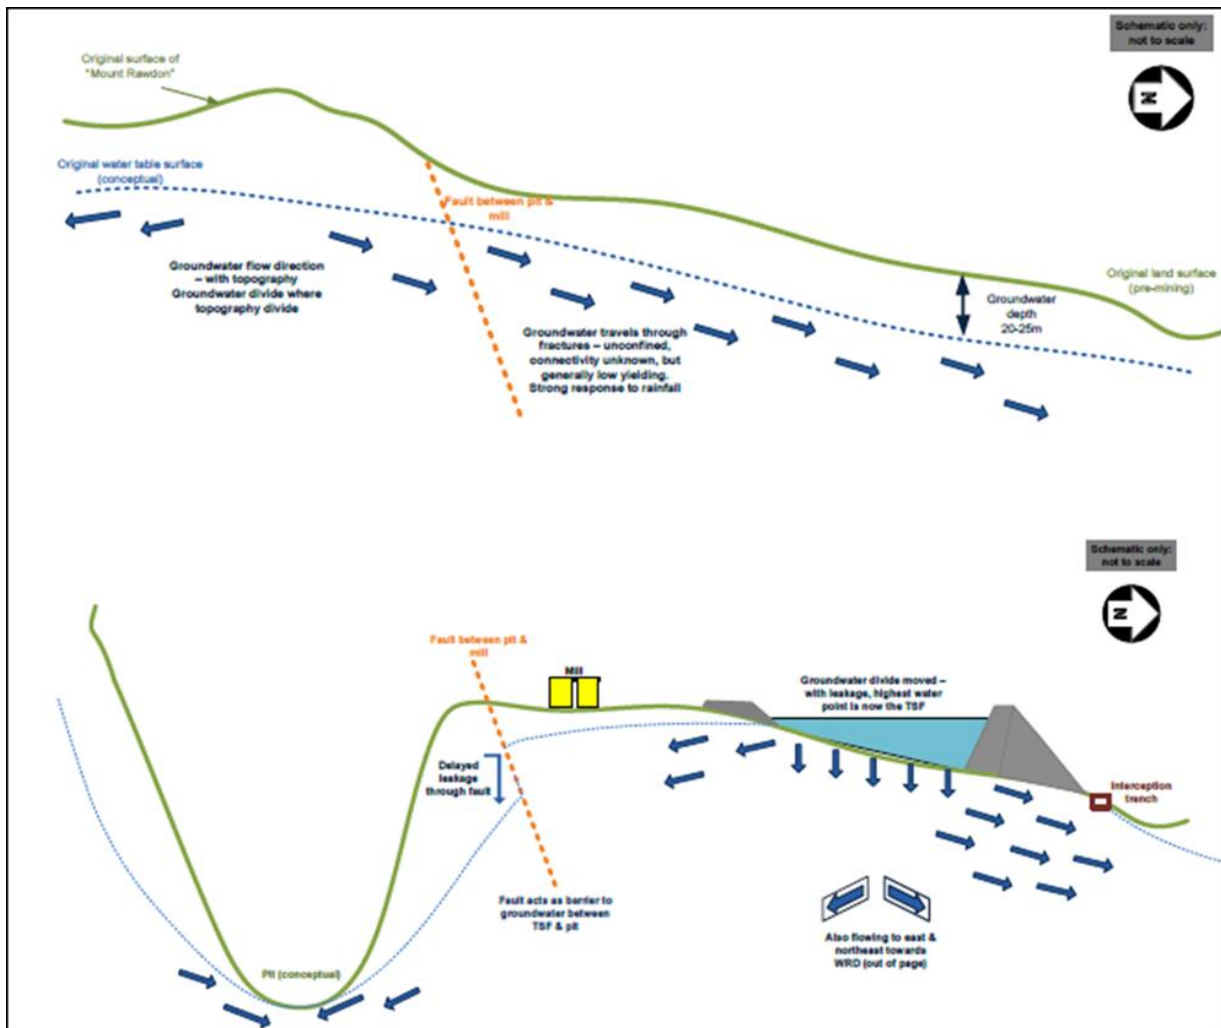 Schematic only:
not to scale
N
Original surface of
"Mount Rawdon"
Original water table surface
(conceptual)
Fault between pit &
mill
Groundwater flow direction
– with topography
Groundwater divide where
topography divide
Groundwater travels through
fractures – unconfined,
connectivity unknown, but
generally low yielding.
Strong response to rainfall
Groundwater
depth
20-25m
Original land surface
(pre-mining)
Schematic only:
not to scale
N
Fault between pit &
mill
Mill
Groundwater divide moved –
with leakage, highest water
point is now the TSF
Delayed
leakage
through fault
Interception
trench
Fault acts as barrier to
groundwater between
TSF & pit
Also flowing to east &
northeast towards
WRD (out of page)
Pit (conceptual)